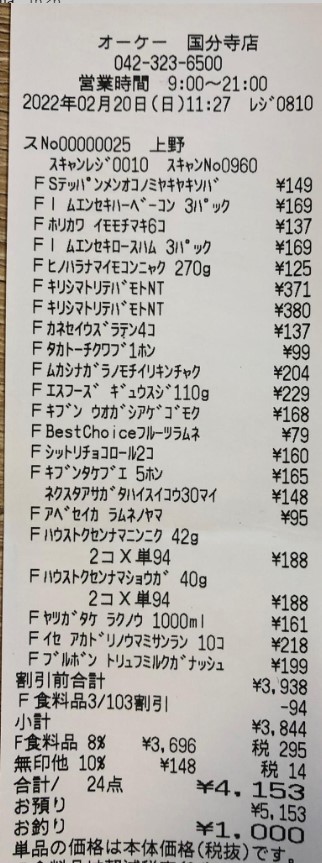 オーケー 国分寺店
042-323-6500
営業時間 9:00〜21:00
2022年02月20日(日)11:27 レジ0810
スNo00000025 上野
スキャンレジ0010 スキャンNo0960
F Sテッパンメンオコノミヤキヤキソバ ¥149
F I ムエンセキハーベーコン 3パック ¥169
F ホリカワ イモモチマキ6コ ¥137
F I ムエンセキロースハム 3パック ¥169
F ヒノハラナマイモコンニャク 270g ¥125
F キリシマトリテバモトNT ¥371
F キリシマトリテバモトNT ¥380
F カネセイウズラテン4コ ¥137
F タカトーチクワブ1ホン ¥99
F ムカシナガラノモチイリキンチャク ¥204
F エスフーズ ギュウスジ110g ¥229
F キブン ウオガシアゲゴモク ¥168
F BestChoiceフルーツラムネ ¥79
F シットリチョコロール2コ ¥160
F キブンタケブエ 5ホン ¥165
ネクスタアサガタハイスイコウ30マイ ¥148
F アベセイカ ラムネノヤマ ¥95
F ハウストクセンナマニンニク 42g
2コ X 単94 ¥188
F ハウストクセンナマショウガ 40g
2コ X 単94 ¥188
F ヤツガタケ ラクノウ 1000ml ¥161
F イセ アカドリノウマミサンラン 10コ ¥218
F ブルボン トリュフミルクガナッシュ ¥199
割引前合計 ¥3,938
F 食料品3/103割引 -94
小計 ¥3,844
F食料品 8% ¥3,696 税 295
無印他 10% ¥148 税 14
合計/ 24点 ¥4,153
お預り ¥5,153
お釣り ¥1,000
単品の価格は本体価格(税抜)です